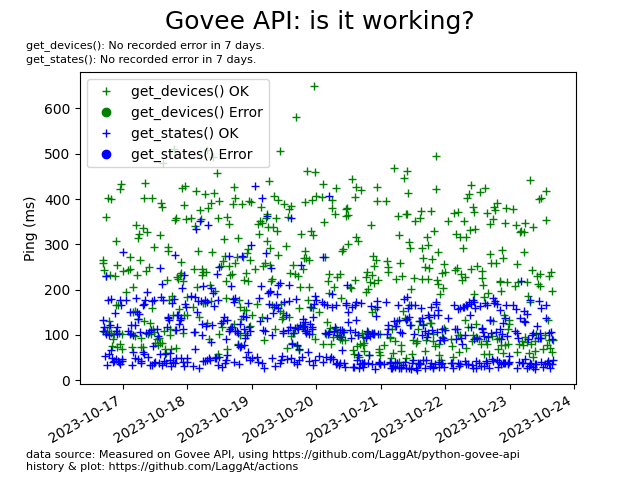 Govee API: is it working?
get_devices(): No recorded error in 7 days.
get_states(): No recorded error in 7 days.
get_devices() OK
get_devices() Error
get_states() OK
get_states() Error
Ping (ms)
600
500
400
300
200
100
0
2023-10-17
2023-10-18
2023-10-19
2023-10-20
2023-10-21
2023-10-22
2023-10-23
2023-10-24
data source: Measured on Govee API, using https://github.com/LaggAt/python-govee-api
history & plot: https://github.com/LaggAt/actions